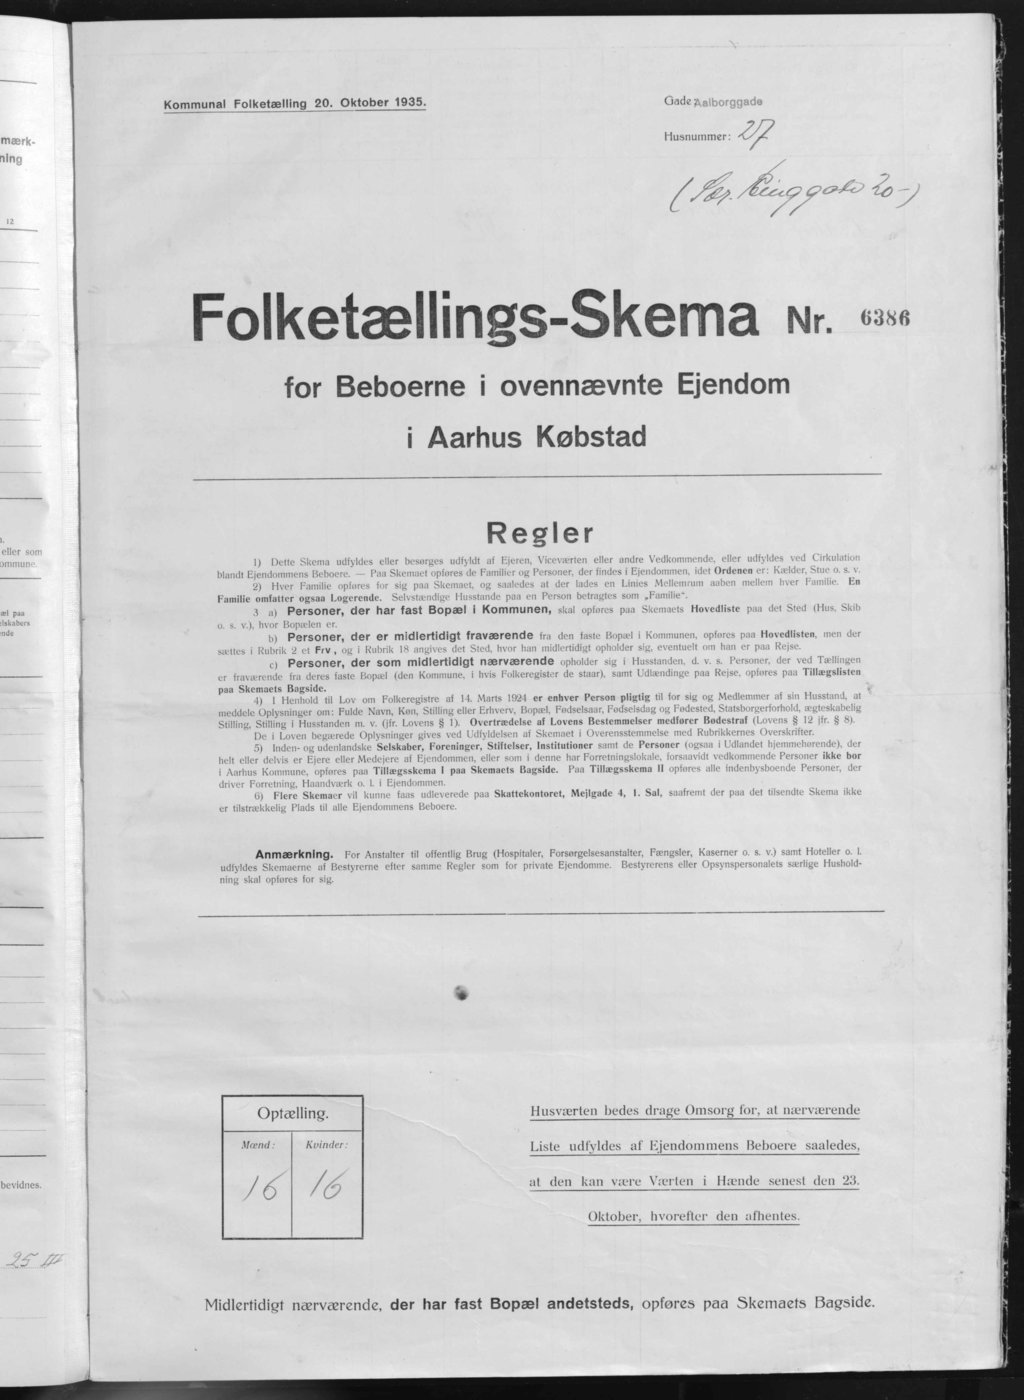 mærk-
ning
12
eller som
ommune.
æl paa
elskabers
ende
bevidnes.
25 III
Kommunal Folketælling 20. Oktober 1935.
Gade Aalborggade
Husnummer: 27
( Ringgade 20-)
Folketællings-Skema Nr. 6386
for Beboerne i ovennævnte Ejendom
i Aarhus Købstad
Regler
1) Dette Skema udfyldes eller besørges udfyldt af Ejeren, Viceværten eller andre Vedkommende, eller udfyldes ved Cirkulation
blandt Ejendommens Beboere. — Paa Skemaet opføres de Familier og Personer, der findes i Ejendommen, idet Ordenen er: Kælder, Stue o. s. v.
2) Hver Familie opføres for sig paa Skemaet, og saaledes at der lades en Linies Mellemrum aaben mellem hver Familie. En
Familie omfatter ogsaa Logerende. Selvstændige Husstande paa en Person betragtes som „Familie“.
3 a) Personer, der har fast Bopæl i Kommunen, skal opføres paa Skemaets Hovedliste paa det Sted (Hus, Skib
o. s. v.), hvor Bopælen er.
b) Personer, der er midlertidigt fraværende fra den faste Bopæl i Kommunen, opføres paa Hovedlisten, men der
sættes i Rubrik 2 et Frv., og i Rubrik 18 angives det Sted, hvor han midlertidigt opholder sig, eventuelt om han er paa Rejse.
c) Personer, der som midlertidigt nærværende opholder sig i Husstanden, d. v. s. Personer, der ved Tællingen
er fraværende fra deres faste Bopæl (den Kommune, i hvis Folkeregister de staar), samt Udlændinge paa Rejse, opføres paa Tillægslisten
paa Skemaets Bagside.
4) I Henhold til Lov om Folkeregistre af 14. Marts 1924 er enhver Person pligtig til for sig og Medlemmer af sin Husstand, at
meddele Oplysninger om: Fulde Navn, Køn, Stilling eller Erhverv, Bopæl, Fødselsaar, Fødselsdag og Fødested, Statsborgerforhold, ægteskabelig
Stilling, Stilling i Husstanden m. v. (jfr. Lovens § 1). Overtrædelse af Lovens Bestemmelser medfører Bødestraf (Lovens § 12 jfr. § 8).
De i Loven begærede Oplysninger gives ved Udfyldelsen af Skemaet i Overensstemmelse med Rubrikkernes Overskrifter.
5) Inden- og udenlandske Selskaber, Foreninger, Stiftelser, Institutioner samt de Personer (ogsaa i Udlandet hjemmehørende), der
helt eller delvis er Ejere eller Medejere af Ejendommen, eller som i denne har Forretningslokale, forsaavidt vedkommende Personer ikke bor
i Aarhus Kommune, opføres paa Tillægsskema I paa Skemaets Bagside. Paa Tillægsskema II opføres alle indenbysboende Personer, der
driver Forretning, Haandværk o. l. i Ejendommen.
6) Flere Skemaer vil kunne faas udleverede paa Skattekontoret, Mejlgade 4, 1. Sal, saafremt der paa det tilsendte Skema ikke
er tilstrækkelig Plads til alle Ejendommens Beboere.
Anmærkning. For Anstalter til offentlig Brug (Hospitaler, Forsørgelsesanstalter, Fængsler, Kaserner o. s. v.) samt Hoteller o. l.
udfyldes Skemaerne af Bestyrerne efter samme Regler som for private Ejendomme. Bestyrerens eller Opsynspersonalets særlige Hushold-
ning skal opføres for sig.
Optælling.
Mænd: Kvinder:
16 16
Husværten bedes drage Omsorg for, at nærværende
Liste udfyldes af Ejendommens Beboere saaledes,
at den kan være Værten i Hænde senest den 23.
Oktober, hvorefter den afhentes.
Midlertidigt nærværende, der har fast Bopæl andetsteds, opføres paa Skemaets Bagside.